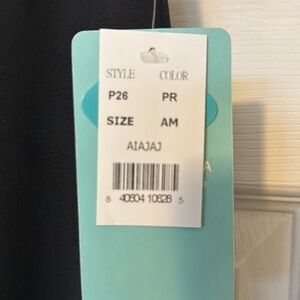 STYLE COLOR
P26 PR
SIZE AM
AIAJAJ
8 40604 10628 5
A